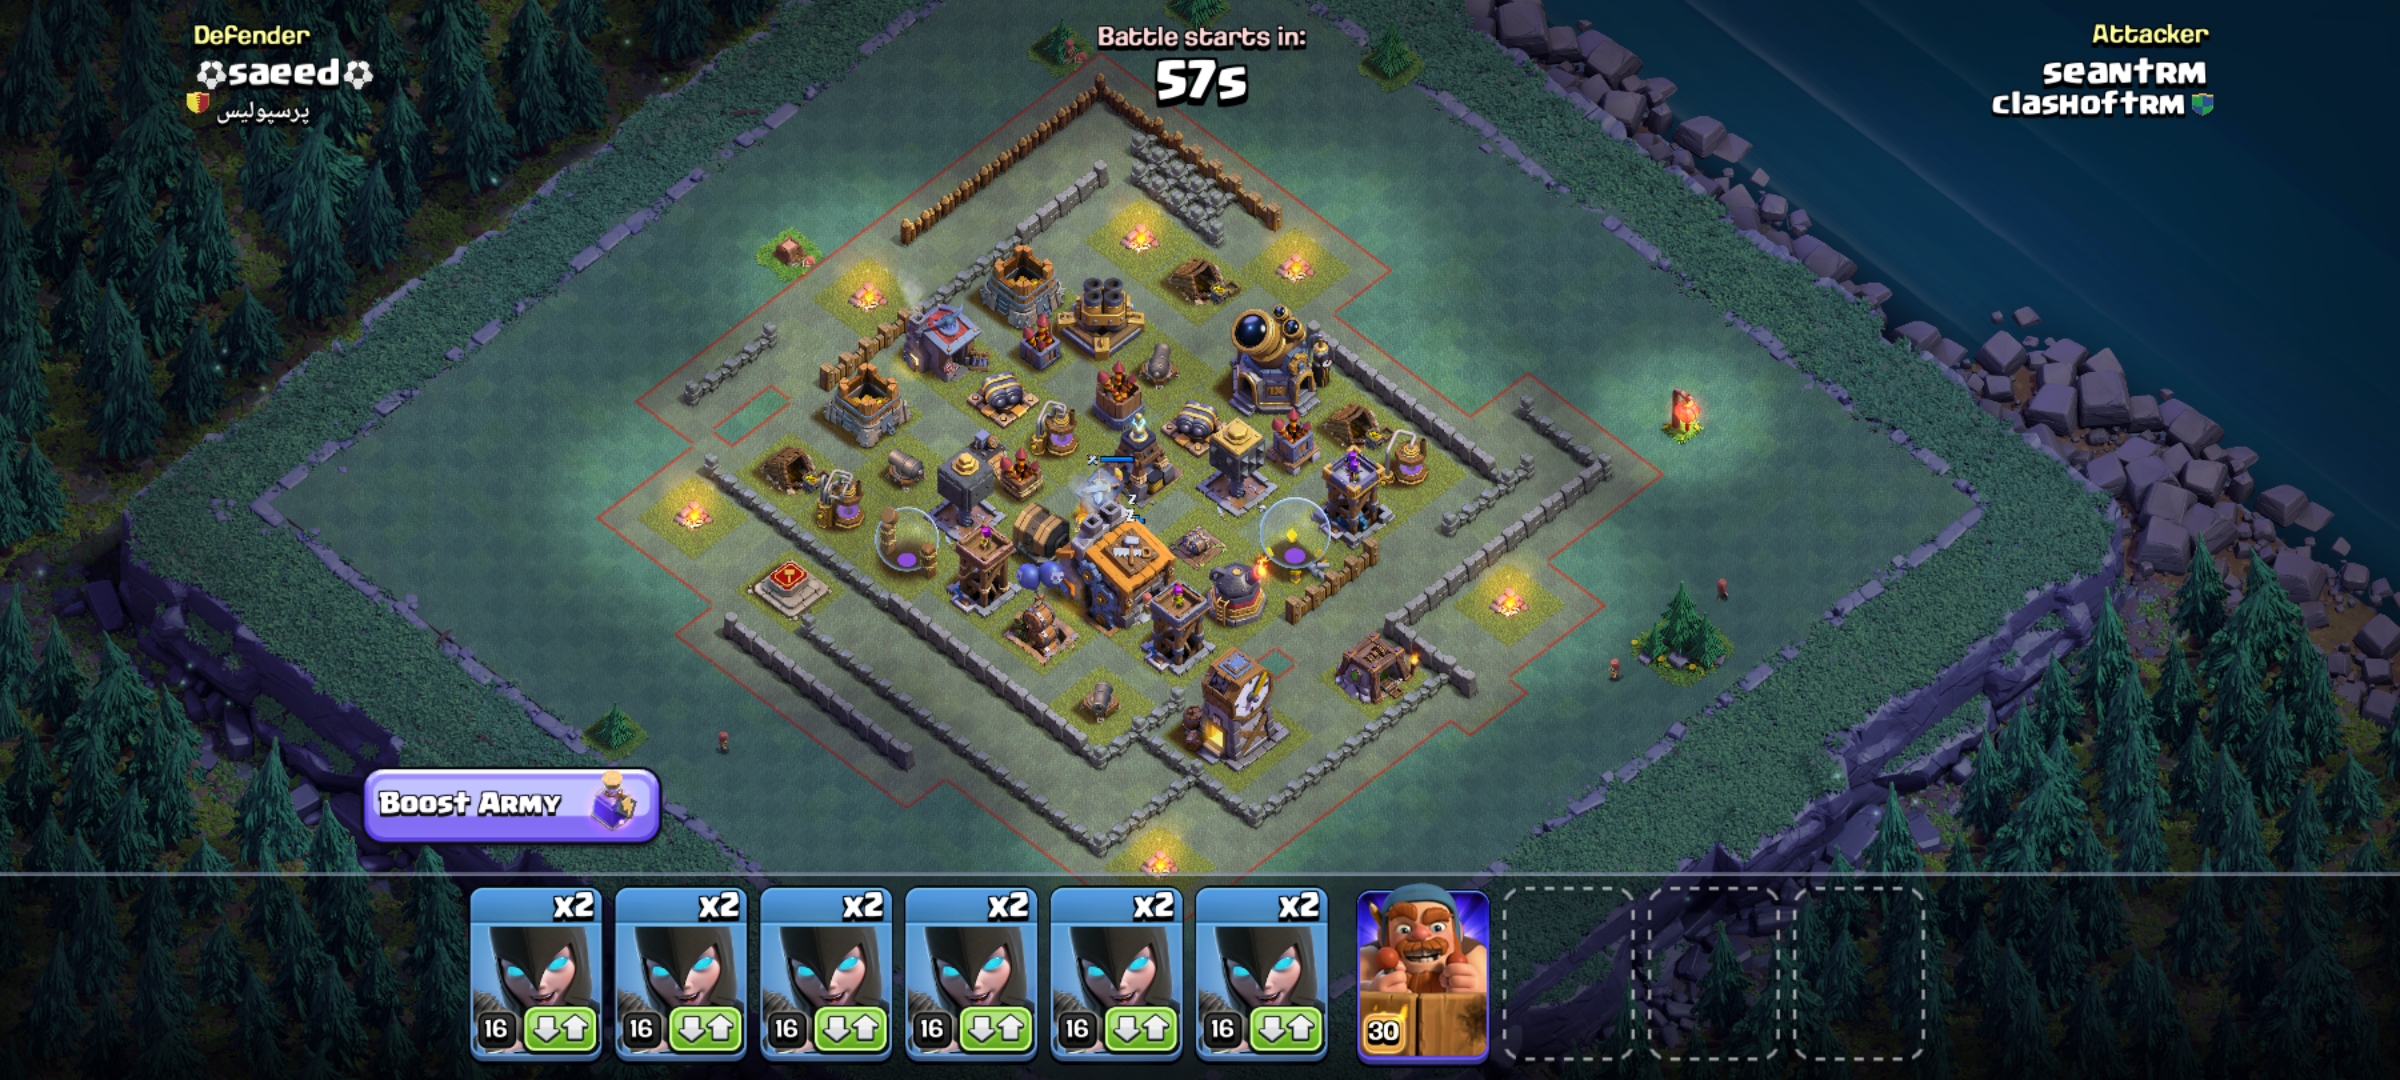 Defender
saeed
پرسپولیس
Battle starts in:
57s
Attacker
seantRM
clashoftRM
Boost Army
x2 x2 x2 x2 x2 x2
16 16 16 16 16 16 30